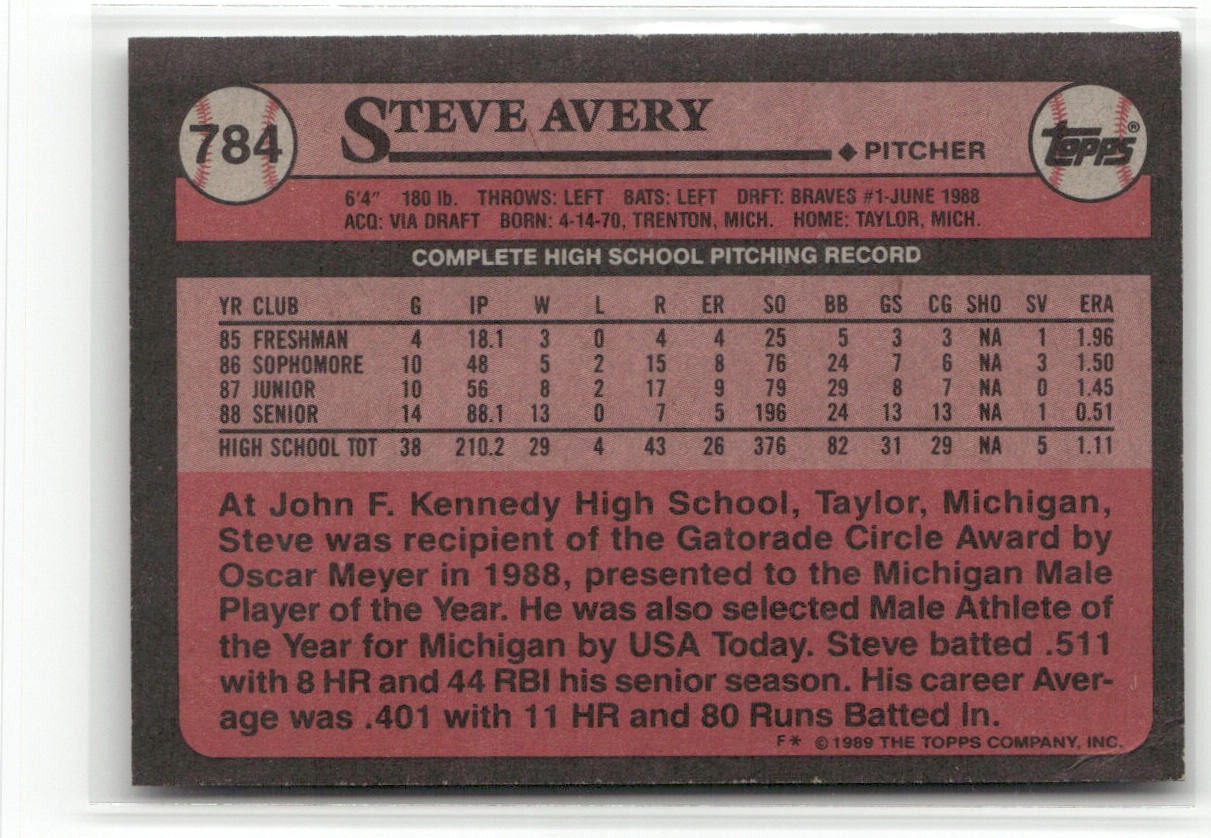 784
STEVE AVERY
◆ PITCHER
TOPPS®
6'4" 180 lb. THROWS: LEFT BATS: LEFT DRFT: BRAVES #1-JUNE 1988
ACQ: VIA DRAFT BORN: 4-14-70, TRENTON, MICH. HOME: TAYLOR, MICH.
COMPLETE HIGH SCHOOL PITCHING RECORD
YR CLUB G IP W L R ER SO BB GS CG SHO SV ERA
85 FRESHMAN 4 18.1 3 0 4 4 25 5 3 3 NA 1 1.96
86 SOPHOMORE 10 48 5 2 15 8 76 24 7 6 NA 3 1.50
87 JUNIOR 10 56 8 2 17 9 79 29 8 7 NA 0 1.45
88 SENIOR 14 88.1 13 0 7 5 196 24 13 13 NA 1 0.51
HIGH SCHOOL TOT 38 210.2 29 4 43 26 376 82 31 29 NA 5 1.11
At John F. Kennedy High School, Taylor, Michigan,
Steve was recipient of the Gatorade Circle Award by
Oscar Meyer in 1988, presented to the Michigan Male
Player of the Year. He was also selected Male Athlete of
the Year for Michigan by USA Today. Steve batted .511
with 8 HR and 44 RBI his senior season. His career Aver-
age was .401 with 11 HR and 80 Runs Batted In.
F* ©1989 THE TOPPS COMPANY, INC.